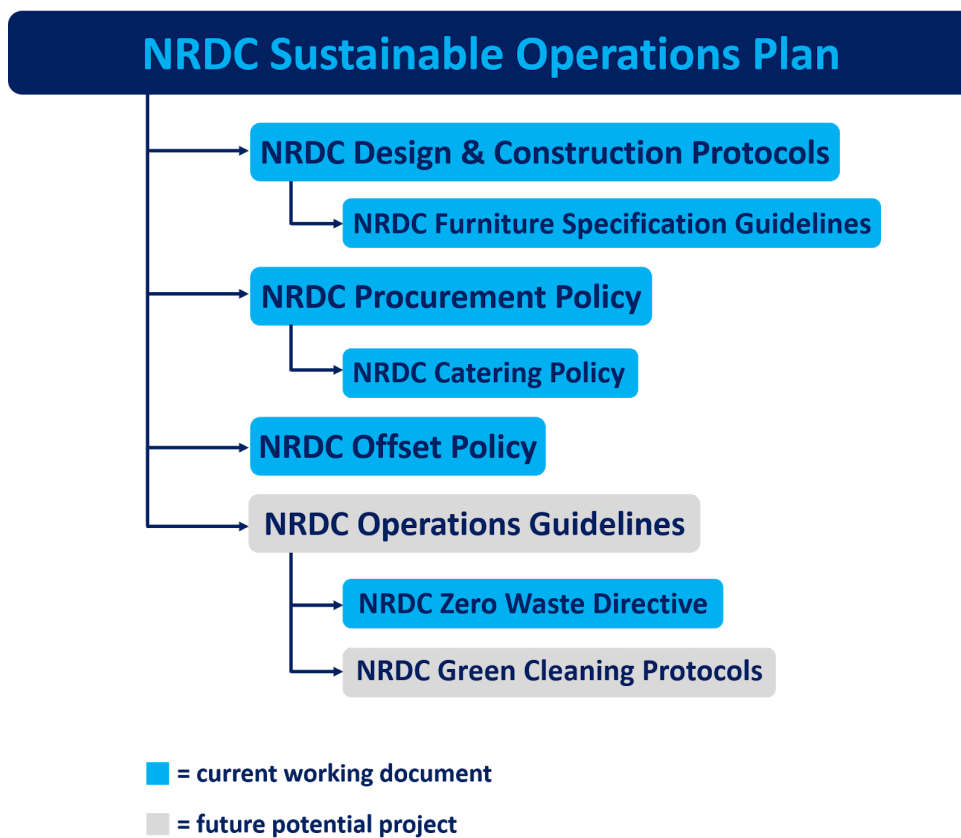 NRDC Sustainable Operations Plan
NRDC Design & Construction Protocols
NRDC Furniture Specification Guidelines
NRDC Procurement Policy
NRDC Catering Policy
NRDC Offset Policy
NRDC Operations Guidelines
NRDC Zero Waste Directive
NRDC Green Cleaning Protocols
= current working document
= future potential project